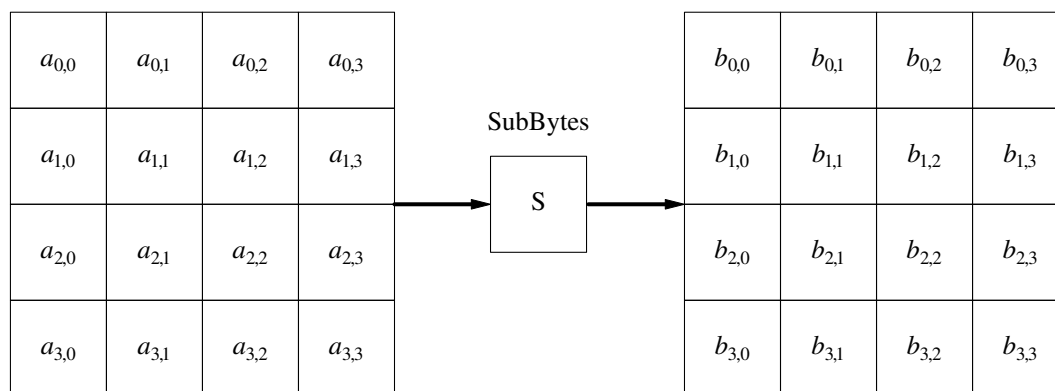 a0,0 a0,1 a0,2 a0,3 b0,0 b0,1 b0,2 b0,3
SubBytes
a1,0 a1,1 a1,2 a1,3 b1,0 b1,1 b1,2 b1,3
S
a2,0 a2,1 a2,2 a2,3 b2,0 b2,1 b2,2 b2,3
a3,0 a3,1 a3,2 a3,3 b3,0 b3,1 b3,2 b3,3